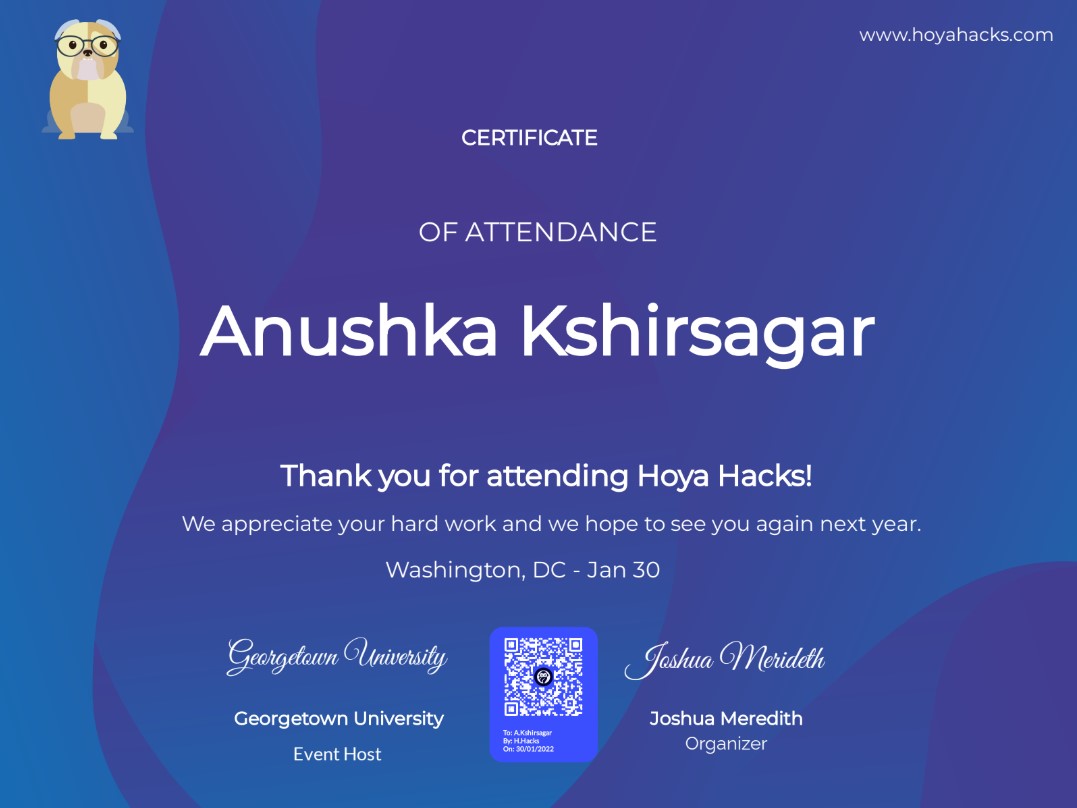 www.hoyahacks.com
CERTIFICATE
OF ATTENDANCE
Anushka Kshirsagar
Thank you for attending Hoya Hacks!
We appreciate your hard work and we hope to see you again next year.
Washington, DC - Jan 30
Georgetown University
Georgetown University
Event Host
To: A.Kshirsagar
By: H.Hacks
On: 30/01/2022
Joshua Merideth
Joshua Meredith
Organizer